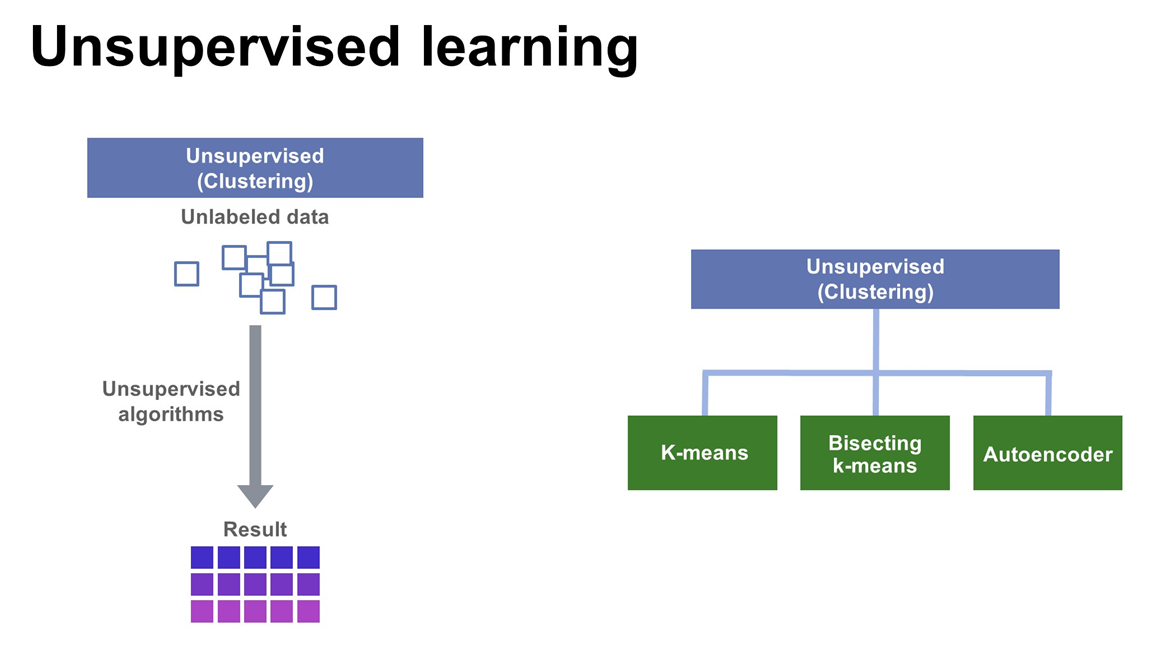 Unsupervised learning
Unsupervised
(Clustering)
Unlabeled data
Unsupervised
algorithms
Result
Unsupervised
(Clustering)
K-means
Bisecting
k-means
Autoencoder